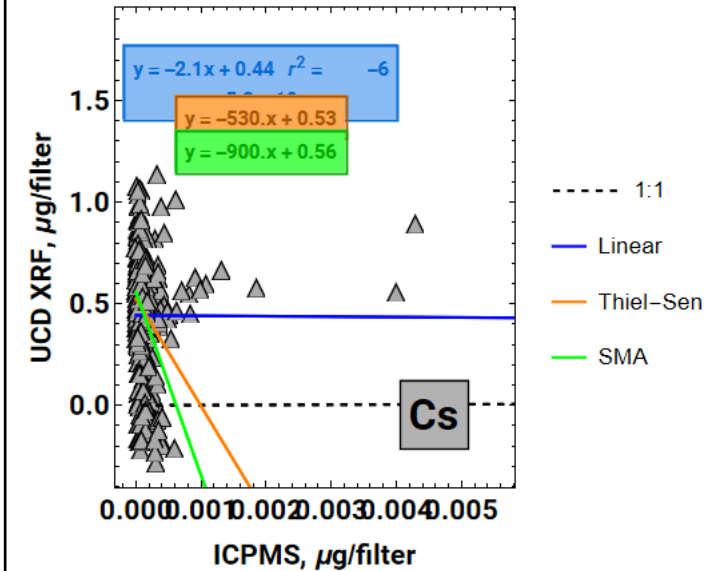 y = −2.1x + 0.44 r² = −6
y = −530.x + 0.53
y = −900.x + 0.56
1.5
1.0
0.5
0.0
UCD XRF, µg/filter
Cs
0.000 0.001 0.002 0.003 0.004 0.005
ICPMS, µg/filter
1:1
Linear
Thiel−Sen
SMA